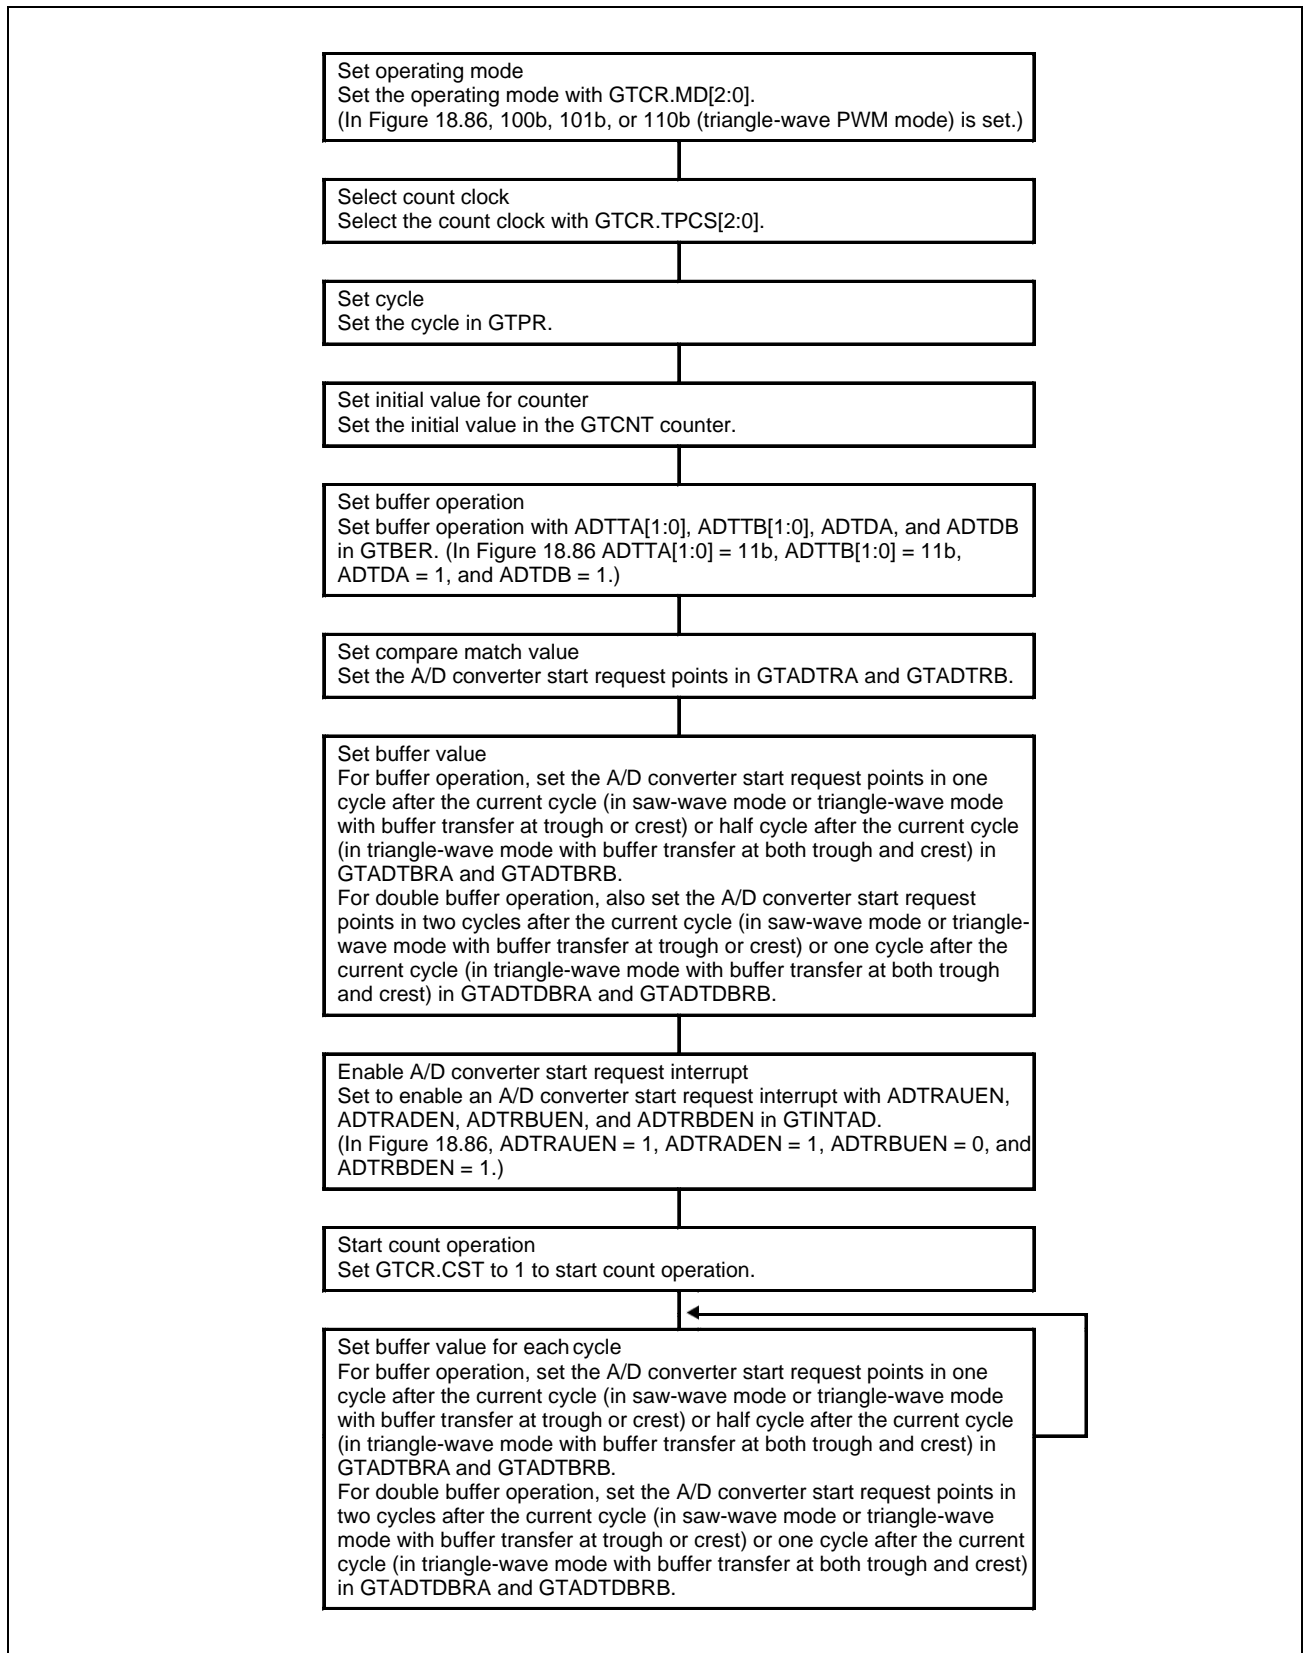 Set operating mode
Set the operating mode with GTCR.MD[2:0].
(In Figure 18.86, 100b, 101b, or 110b (triangle-wave PWM mode) is set.)
Select count clock
Select the count clock with GTCR.TPCS[2:0].
Set cycle
Set the cycle in GTPR.
Set initial value for counter
Set the initial value in the GTCNT counter.
Set buffer operation
Set buffer operation with ADTTA[1:0], ADTTB[1:0], ADTDA, and ADTDB
in GTBER. (In Figure 18.86 ADTTA[1:0] = 11b, ADTTB[1:0] = 11b,
ADTDA = 1, and ADTDB = 1.)
Set compare match value
Set the A/D converter start request points in GTADTRA and GTADTRB.
Set buffer value
For buffer operation, set the A/D converter start request points in one
cycle after the current cycle (in saw-wave mode or triangle-wave mode
with buffer transfer at trough or crest) or half cycle after the current cycle
(in triangle-wave mode with buffer transfer at both trough and crest) in
GTADTBRA and GTADTBRB.
For double buffer operation, also set the A/D converter start request
points in two cycles after the current cycle (in saw-wave mode or triangle-
wave mode with buffer transfer at trough or crest) or one cycle after the
current cycle (in triangle-wave mode with buffer transfer at both trough
and crest) in GTADTDBRA and GTADTDBRB.
Enable A/D converter start request interrupt
Set to enable an A/D converter start request interrupt with ADTRAUEN,
ADTRADEN, ADTRBUEN, and ADTRBDEN in GTINTAD.
(In Figure 18.86, ADTRAUEN = 1, ADTRADEN = 1, ADTRBUEN = 0, and
ADTRBDEN = 1.)
Start count operation
Set GTCR.CST to 1 to start count operation.
Set buffer value for each cycle
For buffer operation, set the A/D converter start request points in one
cycle after the current cycle (in saw-wave mode or triangle-wave mode
with buffer transfer at trough or crest) or half cycle after the current cycle
(in triangle-wave mode with buffer transfer at both trough and crest) in
GTADTBRA and GTADTBRB.
For double buffer operation, set the A/D converter start request points in
two cycles after the current cycle (in saw-wave mode or triangle-wave
mode with buffer transfer at trough or crest) or one cycle after the current
cycle (in triangle-wave mode with buffer transfer at both trough and crest)
in GTADTDBRA and GTADTDBRB.